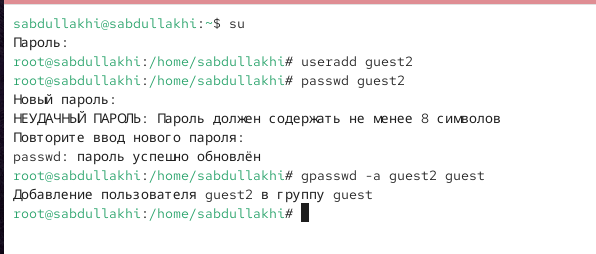 sabdullakhi@sabdullakhi:~$ su
Пароль:
root@sabdullakhi:/home/sabdullakhi# useradd guest2
root@sabdullakhi:/home/sabdullakhi# passwd guest2
Новый пароль:
НЕУДАЧНЫЙ ПАРОЛЬ: Пароль должен содержать не менее 8 символов
Повторите ввод нового пароля:
passwd: пароль успешно обновлён
root@sabdullakhi:/home/sabdullakhi# gpasswd -a guest2 guest
Добавление пользователя guest2 в группу guest
root@sabdullakhi:/home/sabdullakhi#